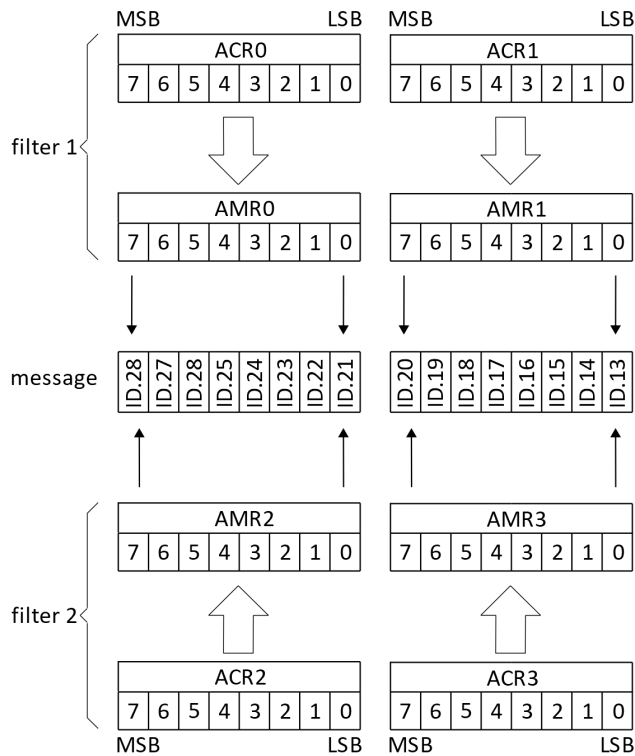 MSB LSB MSB LSB
ACR0 ACR1
7 6 5 4 3 2 1 0 7 6 5 4 3 2 1 0
filter 1
AMR0 AMR1
7 6 5 4 3 2 1 0 7 6 5 4 3 2 1 0
message ID.28 ID.27 ID.28 ID.25 ID.24 ID.23 ID.22 ID.21 ID.20 ID.19 ID.18 ID.17 ID.16 ID.15 ID.14 ID.13
AMR2 AMR3
7 6 5 4 3 2 1 0 7 6 5 4 3 2 1 0
filter 2
ACR2 ACR3
7 6 5 4 3 2 1 0 7 6 5 4 3 2 1 0
MSB LSB MSB LSB